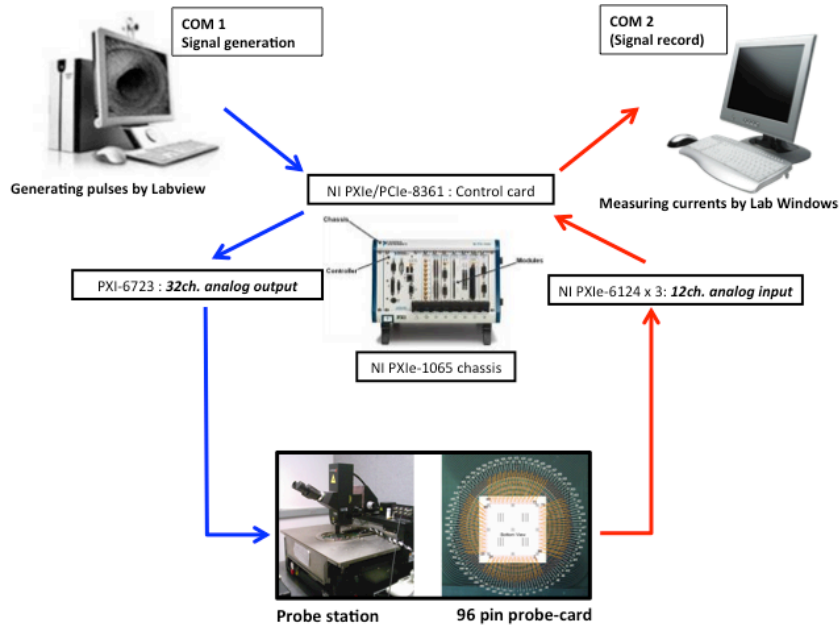 COM 1
Signal generation
COM 2
(Signal record)
Generating pulses by Labview
NI PXIe/PCIe-8361 : Control card
Measuring currents by Lab Windows
Chassis
Controller
Modules
PXI-6723 : 32ch. analog output
NI PXIe-6124 x 3: 12ch. analog input
NI PXIe-1065 chassis
Bottom View
Probe station
96 pin probe-card